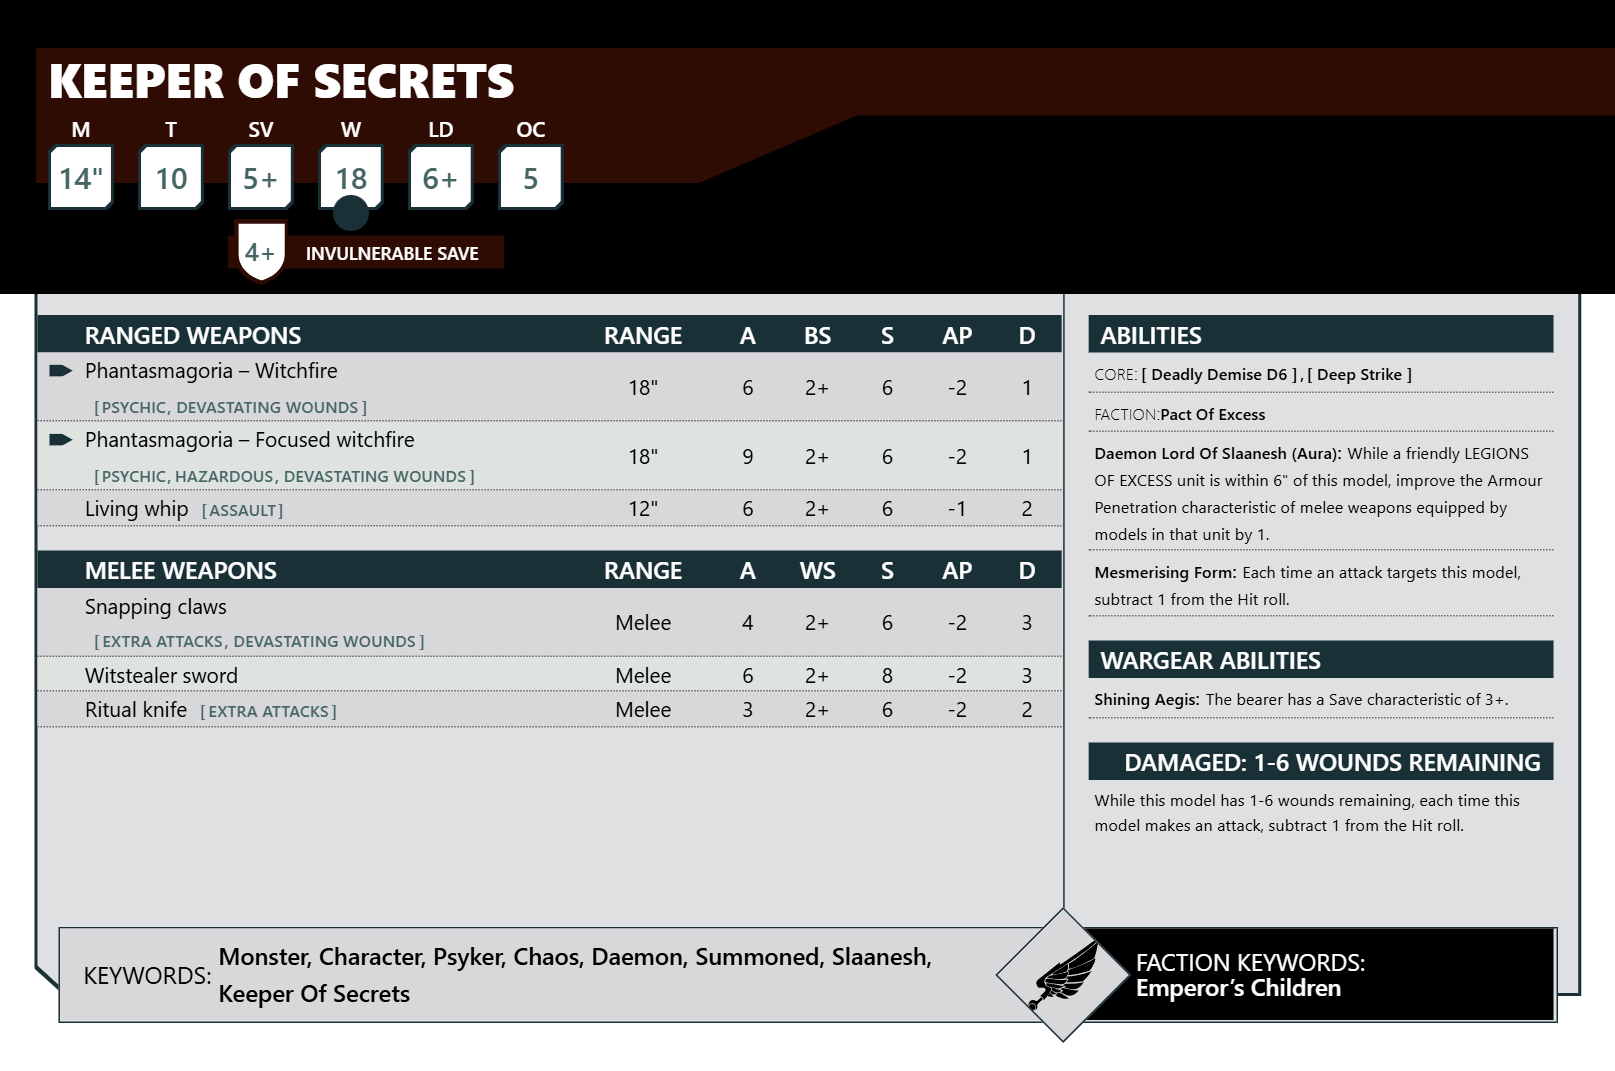 KEEPER OF SECRETS
M T SV W LD OC
14" 10 5+ 18 6+ 5
4+ INVULNERABLE SAVE
RANGED WEAPONS RANGE A BS S AP D
Phantasmagoria – Witchfire
[PSYCHIC, DEVASTATING WOUNDS] 18" 6 2+ 6 -2 1
Phantasmagoria – Focused witchfire
[PSYCHIC, HAZARDOUS, DEVASTATING WOUNDS] 18" 9 2+ 6 -2 1
Living whip [ASSAULT] 12" 6 2+ 6 -1 2
MELEE WEAPONS RANGE A WS S AP D
Snapping claws
[EXTRA ATTACKS, DEVASTATING WOUNDS] Melee 4 2+ 6 -2 3
Witstealer sword Melee 6 2+ 8 -2 3
Ritual knife [EXTRA ATTACKS] Melee 3 2+ 6 -2 2
ABILITIES
CORE: [ Deadly Demise D6 ] , [ Deep Strike ]
FACTION:Pact Of Excess
Daemon Lord Of Slaanesh (Aura): While a friendly LEGIONS
OF EXCESS unit is within 6" of this model, improve the Armour
Penetration characteristic of melee weapons equipped by
models in that unit by 1.
Mesmerising Form: Each time an attack targets this model,
subtract 1 from the Hit roll.
WARGEAR ABILITIES
Shining Aegis: The bearer has a Save characteristic of 3+.
DAMAGED: 1-6 WOUNDS REMAINING
While this model has 1-6 wounds remaining, each time this
model makes an attack, subtract 1 from the Hit roll.
KEYWORDS: Monster, Character, Psyker, Chaos, Daemon, Summoned, Slaanesh,
Keeper Of Secrets
FACTION KEYWORDS:
Emperor’s Children